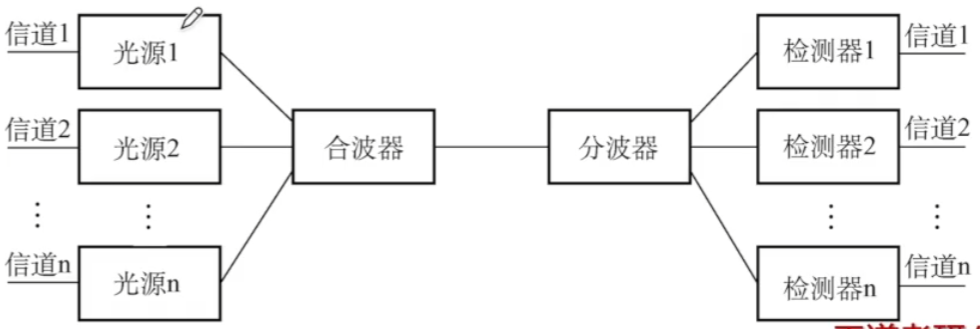 信道1
光源1
检测器1
信道1
信道2
光源2
合波器
分波器
检测器2
信道2
信道n
光源n
检测器n
信道n